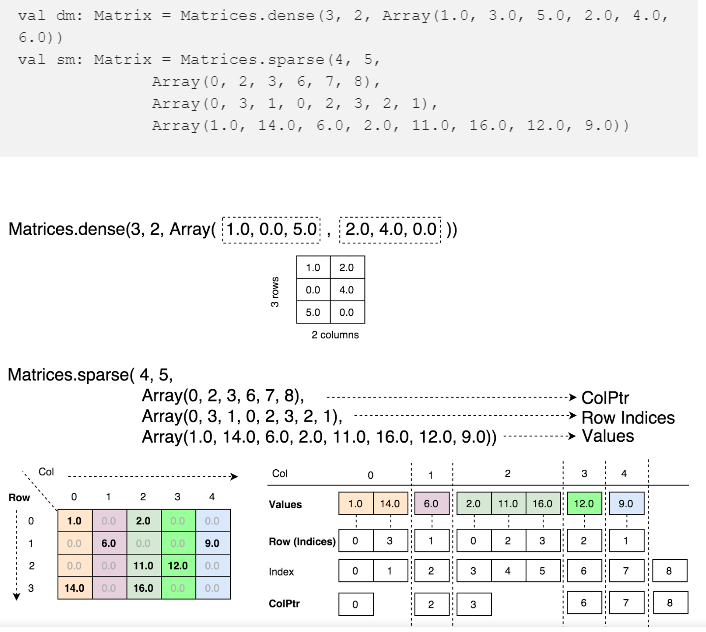 val dm: Matrix = Matrices.dense(3, 2, Array(1.0, 3.0, 5.0, 2.0, 4.0,
6.0))
val sm: Matrix = Matrices.sparse(4, 5,
Array(0, 2, 3, 6, 7, 8),
Array(0, 3, 1, 0, 2, 3, 2, 1),
Array(1.0, 14.0, 6.0, 2.0, 11.0, 16.0, 12.0, 9.0))
Matrices.dense(3, 2, Array( 1.0, 0.0, 5.0 , 2.0, 4.0, 0.0 ))
3 rows
1.0 2.0
0.0 4.0
5.0 0.0
2 columns
Matrices.sparse( 4, 5,
Array(0, 2, 3, 6, 7, 8), ColPtr
Array(0, 3, 1, 0, 2, 3, 2, 1), Row Indices
Array(1.0, 14.0, 6.0, 2.0, 11.0, 16.0, 12.0, 9.0)) Values
Col
Row 0 1 2 3 4
0 1.0 0.0 2.0 0.0 0.0
1 0.0 6.0 0.0 0.0 9.0
2 0.0 0.0 11.0 12.0 0.0
3 14.0 0.0 16.0 0.0 0.0
Col 0 1 2 3 4
Values 1.0 14.0 6.0 2.0 11.0 16.0 12.0 9.0
Row (Indices) 0 3 1 0 2 3 2 1
Index 0 1 2 3 4 5 6 7 8
ColPtr 0 2 3 6 7 8